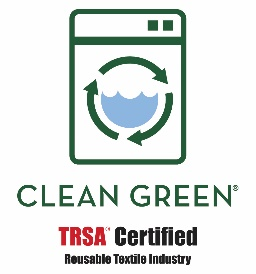 CLEAN GREEN®
TRSA® Certified
Reusable Textile Industry